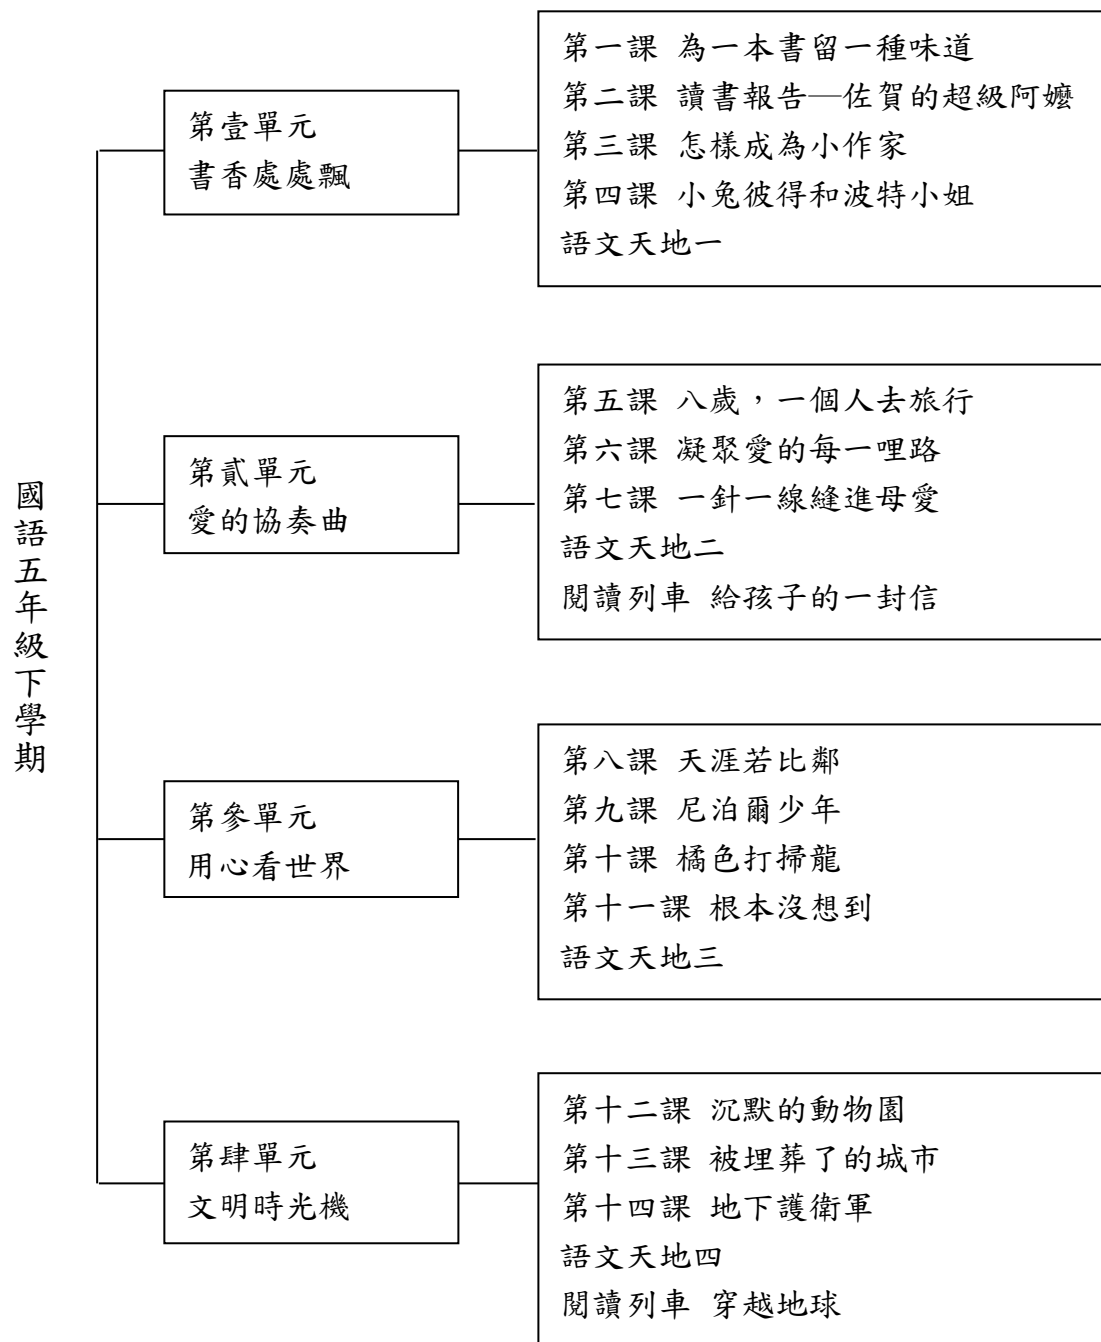 國語五年級下學期
第壹單元
書香處處飄
第一課 為一本書留一種味道
第二課 讀書報告—佐賀的超級阿嬤
第三課 怎樣成為小作家
第四課 小兔彼得和波特小姐
語文天地一
第貳單元
愛的協奏曲
第五課 八歲，一個人去旅行
第六課 凝聚愛的每一哩路
第七課 一針一線縫進母愛
語文天地二
閱讀列車 給孩子的一封信
第參單元
用心看世界
第八課 天涯若比鄰
第九課 尼泊爾少年
第十課 橘色打掃龍
第十一課 根本沒想到
語文天地三
第肆單元
文明時光機
第十二課 沉默的動物園
第十三課 被埋葬了的城市
第十四課 地下護衛軍
語文天地四
閱讀列車 穿越地球